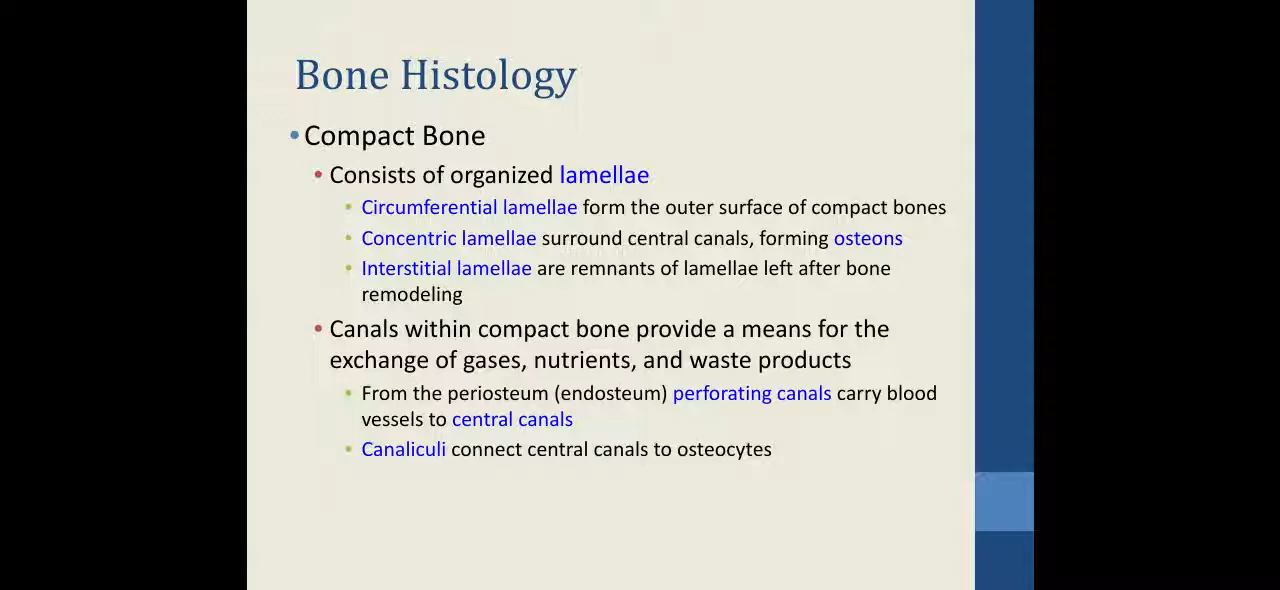 Bone Histology
• Compact Bone
• Consists of organized lamellae
• Circumferential lamellae form the outer surface of compact bones
• Concentric lamellae surround central canals, forming osteons
• Interstitial lamellae are remnants of lamellae left after bone
remodeling
• Canals within compact bone provide a means for the
exchange of gases, nutrients, and waste products
• From the periosteum (endosteum) perforating canals carry blood
vessels to central canals
• Canaliculi connect central canals to osteocytes